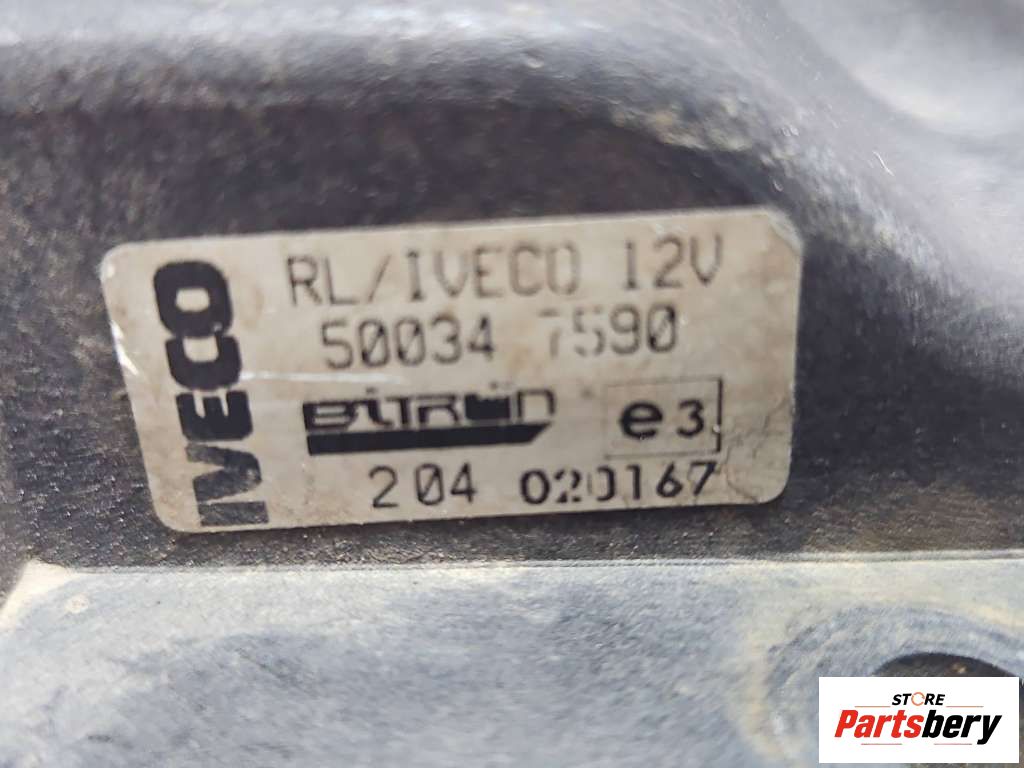 IVECO
RL/IVECO 12V
50034 7590
BITRON
e3
204 020167
STORE
Partsbery